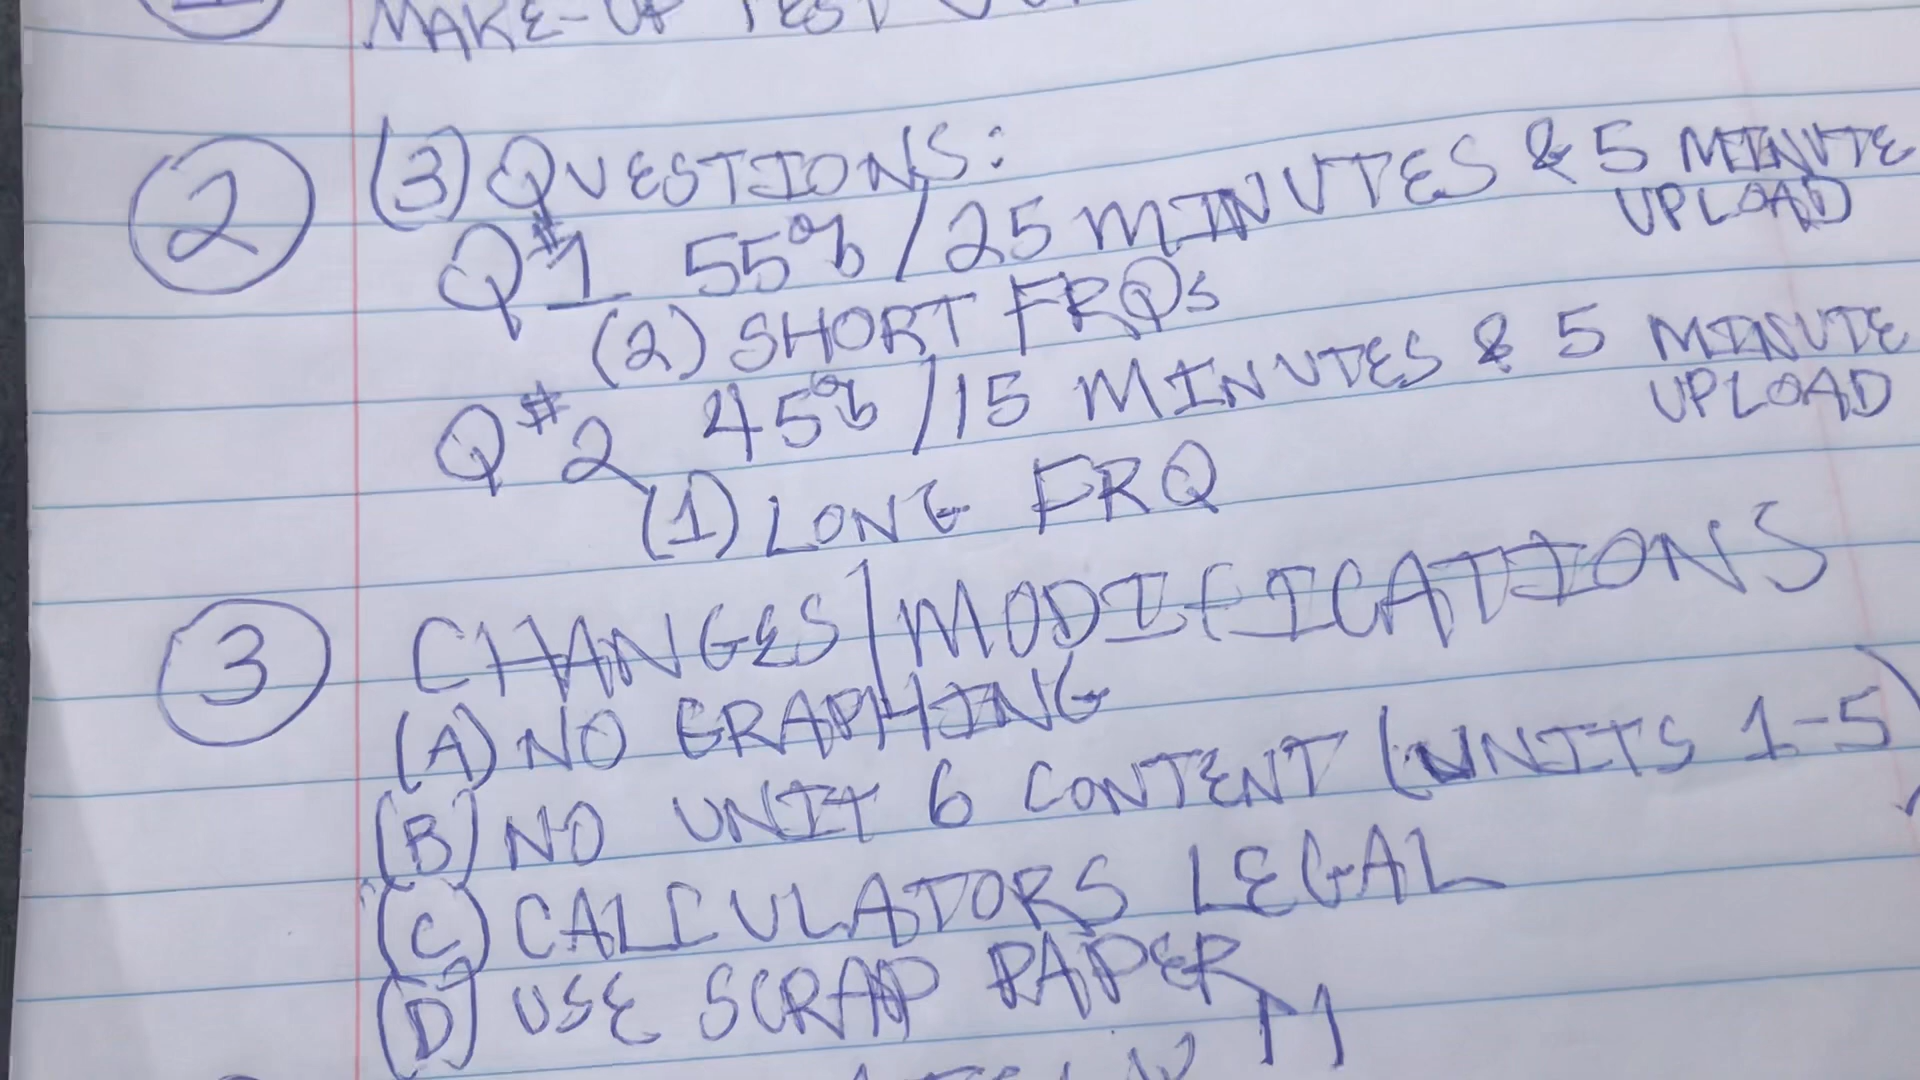 MAKE-UP TEST
2 (3) QUESTIONS:
Q#1 55% / 25 MINUTES & 5 MINUTE UPLOAD
(2) SHORT FRQs
Q#2 45% / 15 MINUTES & 5 MINUTE UPLOAD
(1) LONG FRQ
3 CHANGES/MODIFICATIONS
(A) NO GRAPHING
(B) NO UNIT 6 CONTENT (UNITS 1-5)
(C) CALCULATORS LEGAL
(D) USE SCRAP PAPER